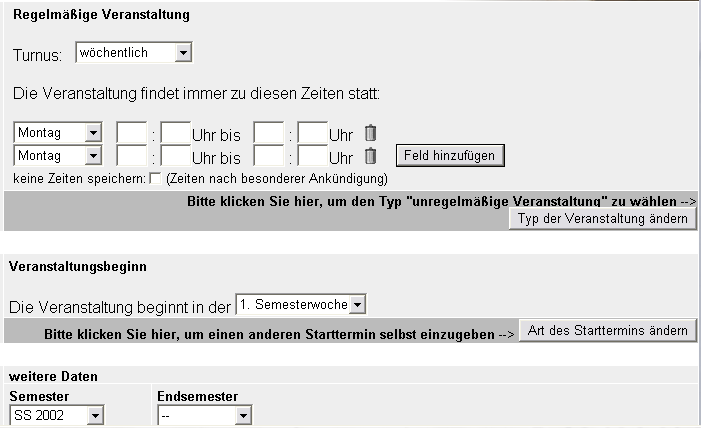 Regelmäßige Veranstaltung
Turnus: wöchentlich
Die Veranstaltung findet immer zu diesen Zeiten statt:
Montag : Uhr bis : Uhr
Montag : Uhr bis : Uhr Feld hinzufügen
keine Zeiten speichern: (Zeiten nach besonderer Ankündigung)
Bitte klicken Sie hier, um den Typ "unregelmäßige Veranstaltung" zu wählen -->
Typ der Veranstaltung ändern
Veranstaltungsbeginn
Die Veranstaltung beginnt in der 1. Semesterwoche
Bitte klicken Sie hier, um einen anderen Starttermin selbst einzugeben --> Art des Starttermins ändern
weitere Daten
Semester Endsemester
SS 2002 --